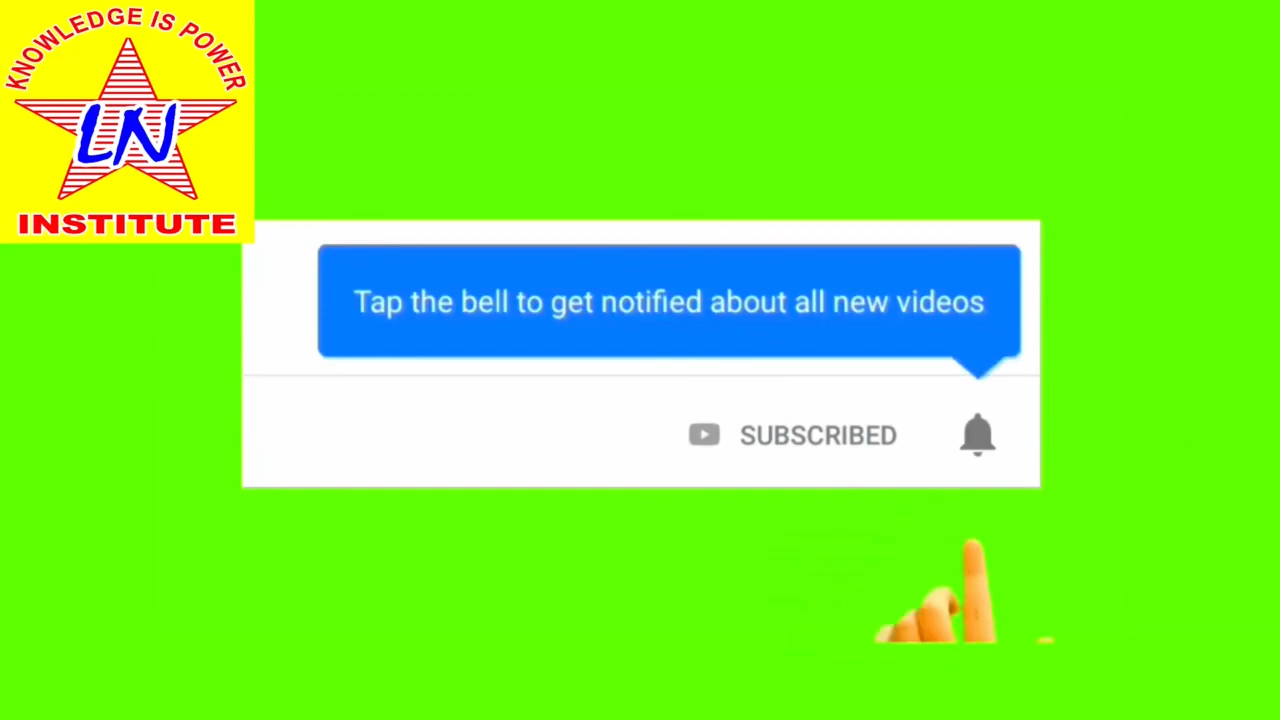 KNOWLEDGE IS POWER
LN
INSTITUTE
Tap the bell to get notified about all new videos
SUBSCRIBED